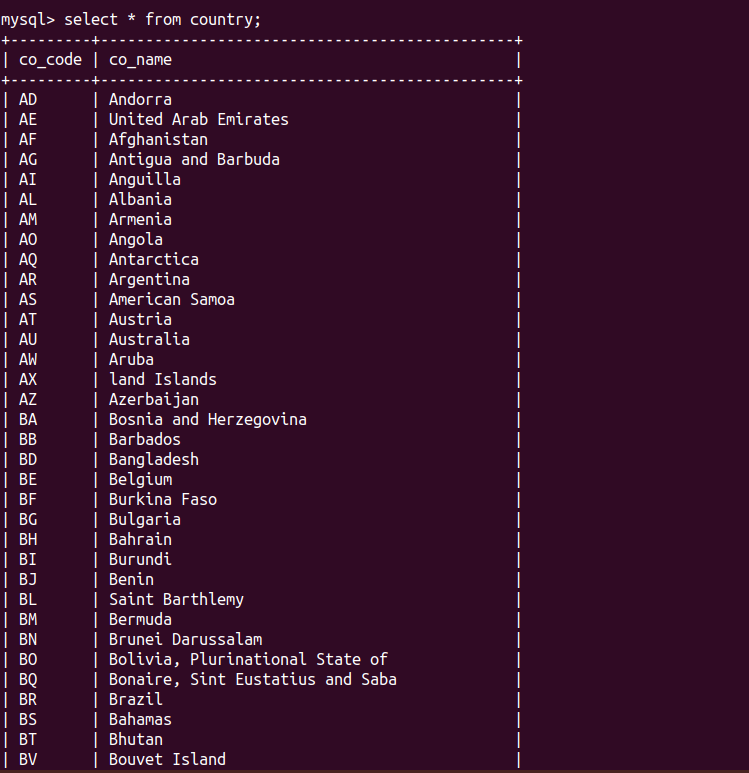 mysql> select * from country;
+---------+----------------------------------------------+
| co_code | co_name                                      |
+---------+----------------------------------------------+
| AD      | Andorra                                      |
| AE      | United Arab Emirates                         |
| AF      | Afghanistan                                  |
| AG      | Antigua and Barbuda                          |
| AI      | Anguilla                                     |
| AL      | Albania                                      |
| AM      | Armenia                                      |
| AO      | Angola                                       |
| AQ      | Antarctica                                   |
| AR      | Argentina                                    |
| AS      | American Samoa                               |
| AT      | Austria                                      |
| AU      | Australia                                    |
| AW      | Aruba                                        |
| AX      | land Islands                                 |
| AZ      | Azerbaijan                                   |
| BA      | Bosnia and Herzegovina                       |
| BB      | Barbados                                     |
| BD      | Bangladesh                                   |
| BE      | Belgium                                      |
| BF      | Burkina Faso                                 |
| BG      | Bulgaria                                     |
| BH      | Bahrain                                      |
| BI      | Burundi                                      |
| BJ      | Benin                                        |
| BL      | Saint Barthlemy                              |
| BM      | Bermuda                                      |
| BN      | Brunei Darussalam                            |
| BO      | Bolivia, Plurinational State of              |
| BQ      | Bonaire, Sint Eustatius and Saba             |
| BR      | Brazil                                       |
| BS      | Bahamas                                      |
| BT      | Bhutan                                       |
| BV      | Bouvet Island                                |